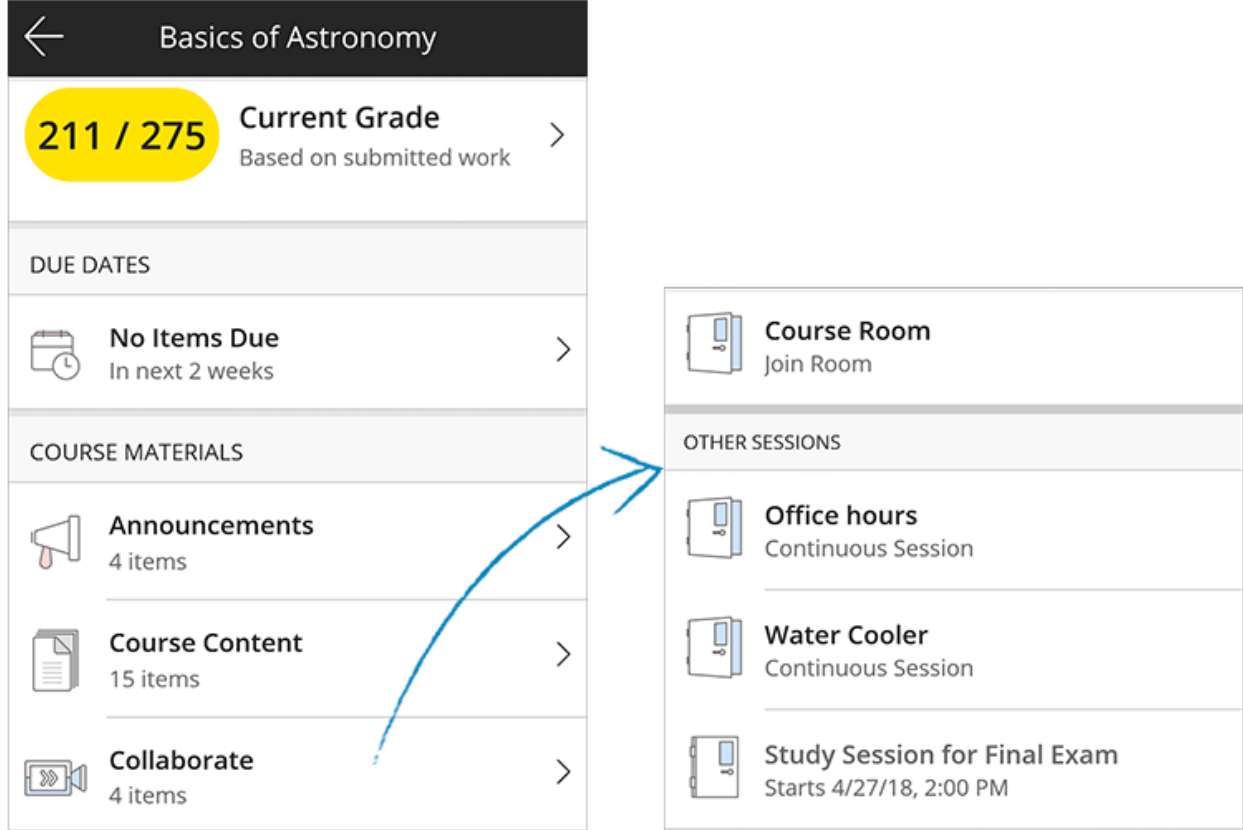 Basics of Astronomy
211 / 275
Current Grade
Based on submitted work
DUE DATES
No Items Due
In next 2 weeks
COURSE MATERIALS
Announcements
4 items
Course Content
15 items
Collaborate
4 items
Course Room
Join Room
OTHER SESSIONS
Office hours
Continuous Session
Water Cooler
Continuous Session
Study Session for Final Exam
Starts 4/27/18, 2:00 PM